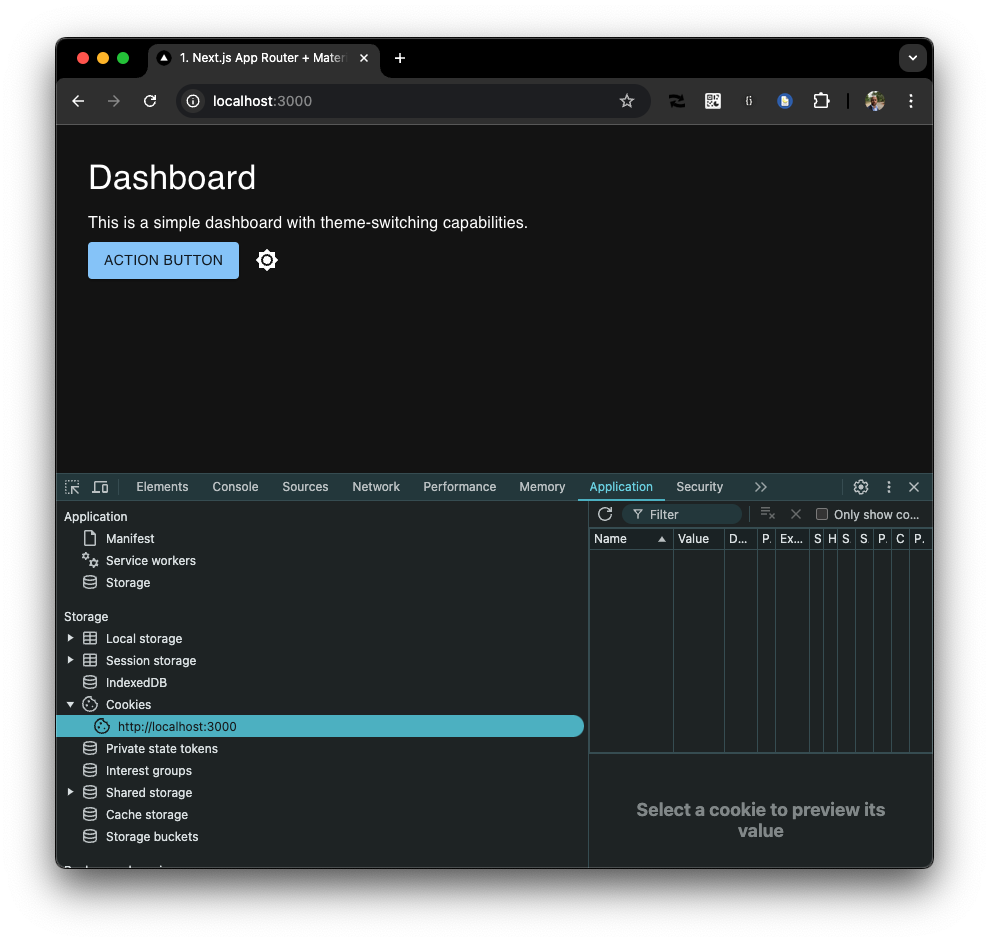 1. Next.js App Router + Mater
localhost:3000
Dashboard
This is a simple dashboard with theme-switching capabilities.
ACTION BUTTON
Elements Console Sources Network Performance Memory Application Security
Application
Manifest
Service workers
Storage
Storage
Local storage
Session storage
IndexedDB
Cookies
http://localhost:3000
Private state tokens
Interest groups
Shared storage
Cache storage
Storage buckets
Filter Only show co...
Name Value D... P. Ex... S H S. S. P. C P.
Select a cookie to preview its
value